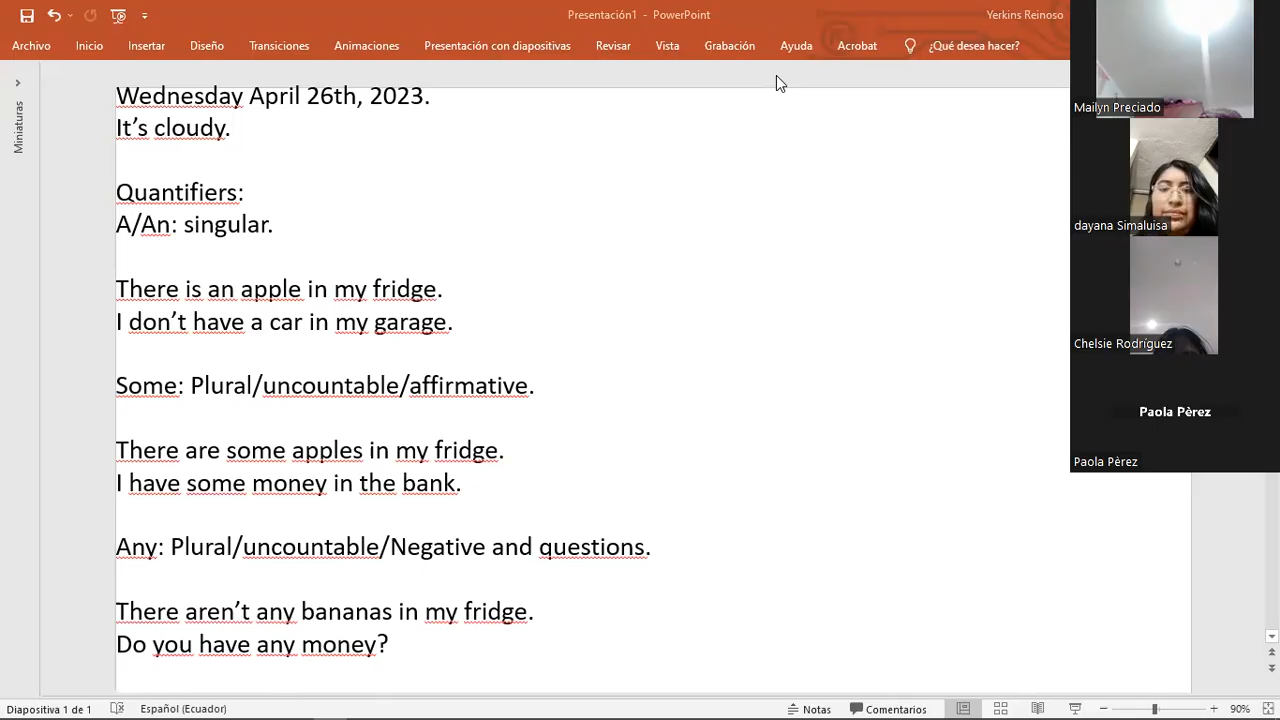 Presentación1 - PowerPoint
Yerkins Reinoso
Archivo Inicio Insertar Diseño Transiciones Animaciones Presentación con diapositivas Revisar Vista Grabación Ayuda Acrobat ¿Qué desea hacer?
Miniaturas
Wednesday April 26th, 2023.
It’s cloudy.
Quantifiers:
A/An: singular.
There is an apple in my fridge.
I don’t have a car in my garage.
Some: Plural/uncountable/affirmative.
There are some apples in my fridge.
I have some money in the bank.
Any: Plural/uncountable/Negative and questions.
There aren’t any bananas in my fridge.
Do you have any money?
Mailyn Preciado
dayana Simaluisa
Chelsie Rodríguez
Paola Pèrez
Paola Pèrez
Diapositiva 1 de 1 Español (Ecuador) Notas Comentarios 90%